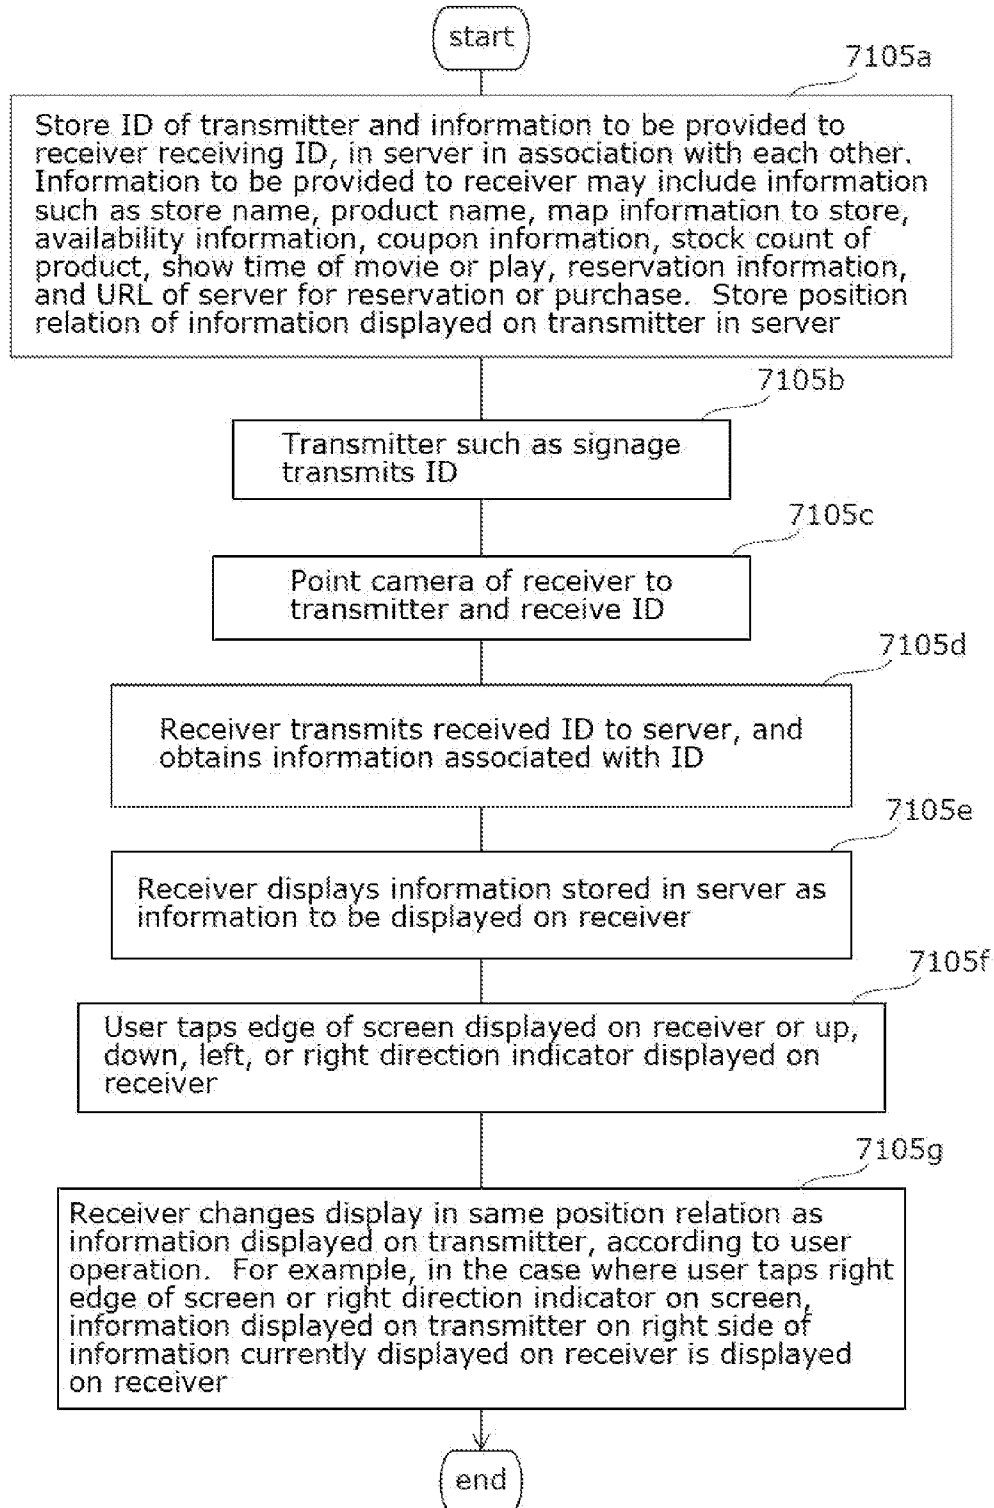 start
7105a
Store ID of transmitter and information to be provided to
receiver receiving ID, in server in association with each other.
Information to be provided to receiver may include information
such as store name, product name, map information to store,
availability information, coupon information, stock count of
product, show time of movie or play, reservation information,
and URL of server for reservation or purchase.  Store position
relation of information displayed on transmitter in server
7105b
Transmitter such as signage
transmits ID
7105c
Point camera of receiver to
transmitter and receive ID
7105d
Receiver transmits received ID to server, and
obtains information associated with ID
7105e
Receiver displays information stored in server as
information to be displayed on receiver
7105f
User taps edge of screen displayed on receiver or up,
down, left, or right direction indicator displayed on
receiver
7105g
Receiver changes display in same position relation as
information displayed on transmitter, according to user
operation.  For example, in the case where user taps right
edge of screen or right direction indicator on screen,
information displayed on transmitter on right side of
information currently displayed on receiver is displayed
on receiver
end